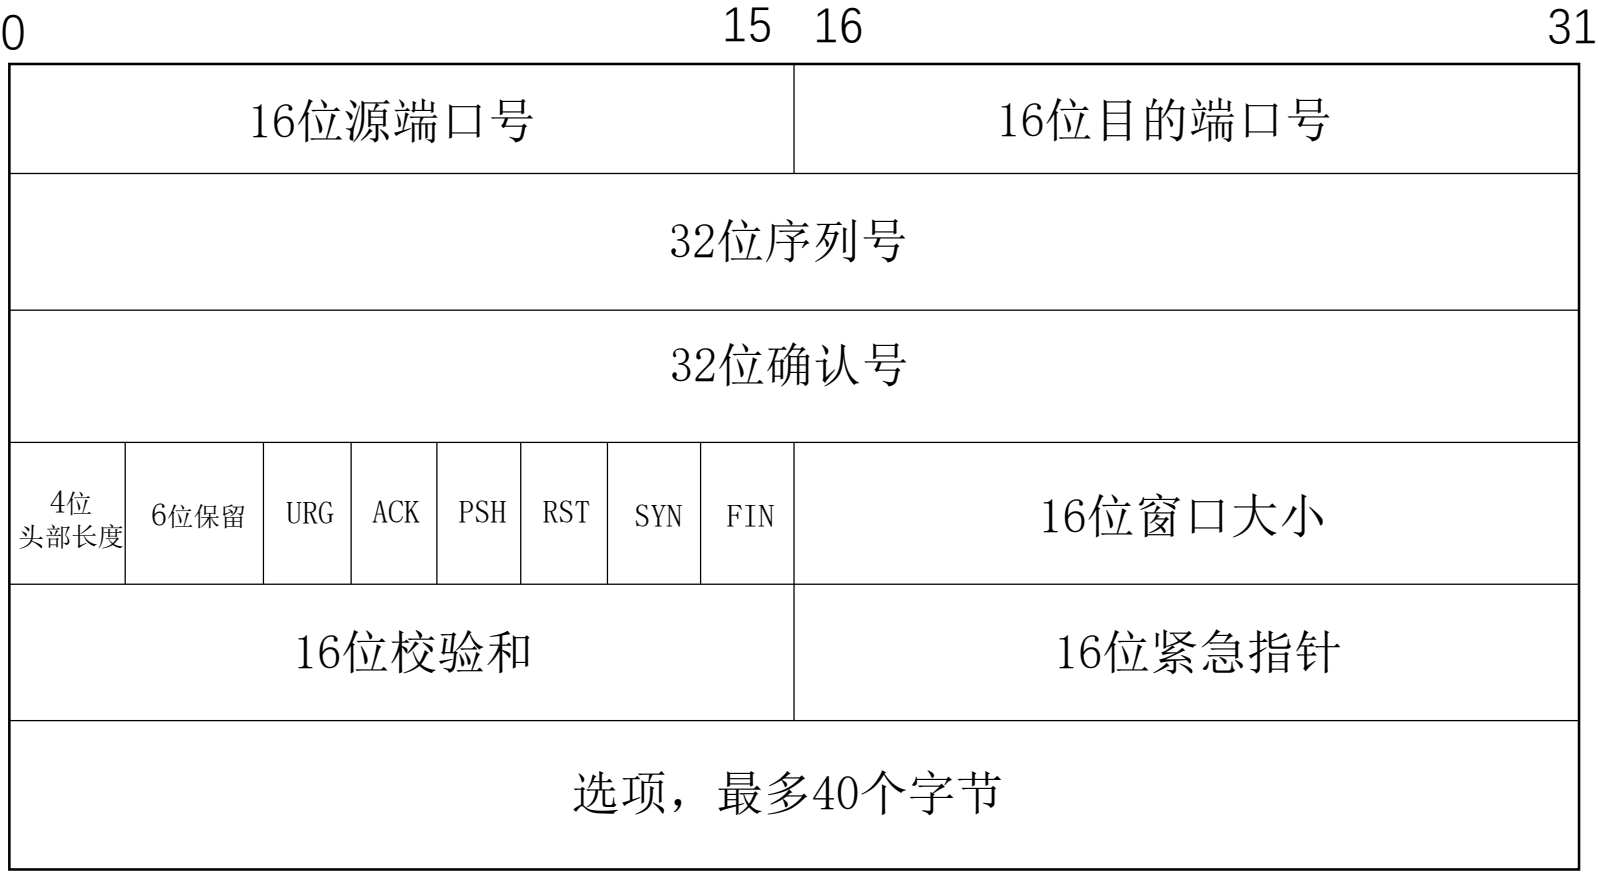 0 15 16 31
16位源端口号 16位目的端口号
32位序列号
32位确认号
4位
头部长度 6位保留 URG ACK PSH RST SYN FIN 16位窗口大小
16位校验和 16位紧急指针
选项，最多40个字节